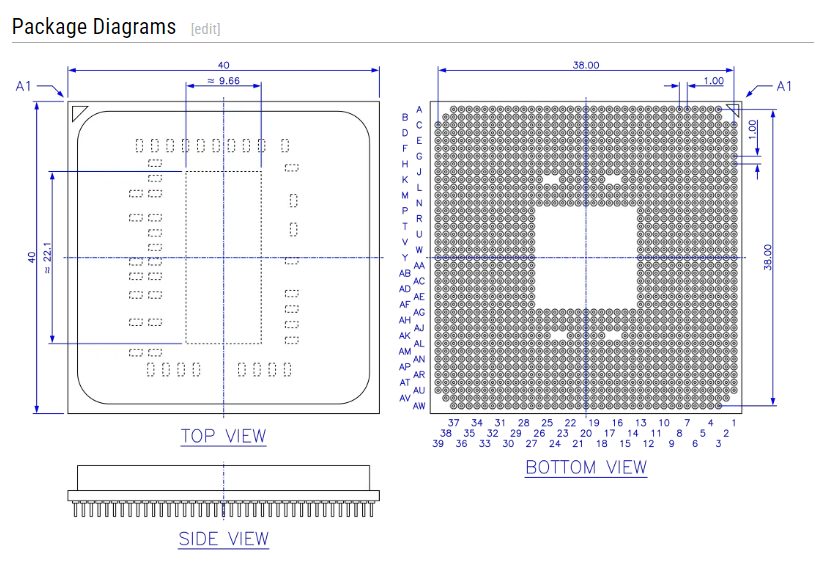 Package Diagrams [edit]
40
≈ 9.66
A1
40
≈ 22.1
TOP VIEW
SIDE VIEW
38.00
1.00
A1
1.00
38.00
A
B
C
D
E
F
G
H
J
K
L
M
N
P
R
T
U
V
W
Y
AA
AB
AC
AD
AE
AF
AG
AH
AJ
AK
AL
AM
AN
AP
AR
AT
AU
AV
AW
37 34 31 28 25 22 19 16 13 10 7 4 1
38 35 32 29 26 23 20 17 14 11 8 5 2
39 36 33 30 27 24 21 18 15 12 9 6 3
BOTTOM VIEW